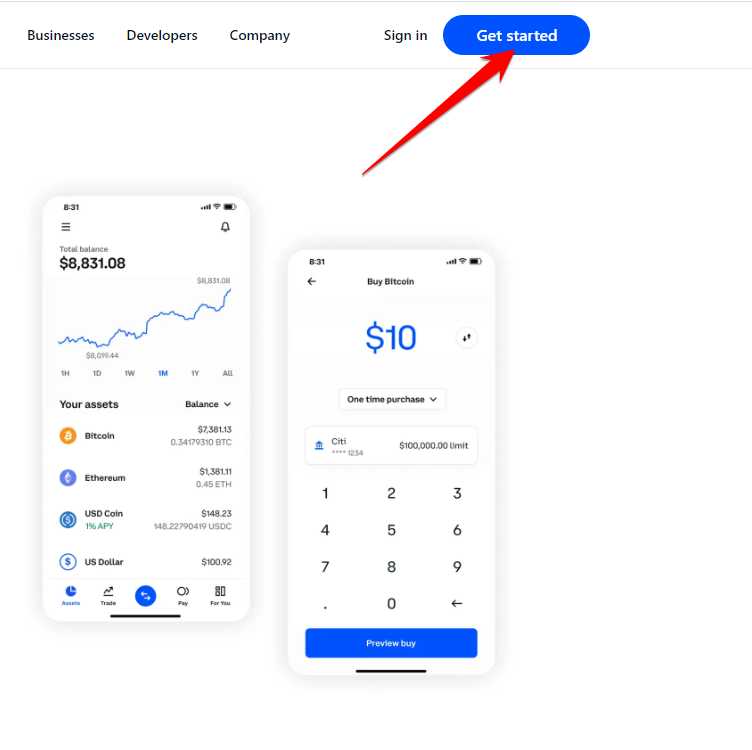 Businesses Developers Company Sign in Get started
8:31
Total balance
$8,831.08
$8,831.08
$8,019.44
1H 1D 1W 1M 1Y All
Your assets Balance
Bitcoin $7,381.13
0.34179310 BTC
Ethereum $1,381.11
0.45 ETH
USD Coin $148.23
1% APY 148.22790419 USDC
$ US Dollar $100.92
Assets Trade Pay For You
8:31
Buy Bitcoin
$10
One time purchase
Citi $100,000.00 limit
**** 1234
1 2 3
4 5 6
7 8 9
. 0
Preview buy